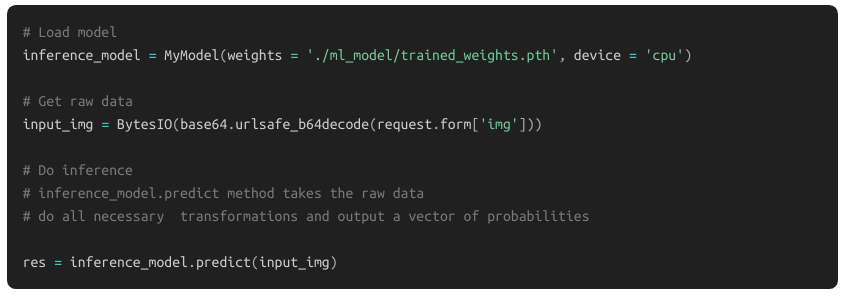 # Load model
inference_model = MyModel(weights = './ml_model/trained_weights.pth', device = 'cpu')
# Get raw data
input_img = BytesIO(base64.urlsafe_b64decode(request.form['img']))
# Do inference
# inference_model.predict method takes the raw data
# do all necessary  transformations and output a vector of probabilities
res = inference_model.predict(input_img)